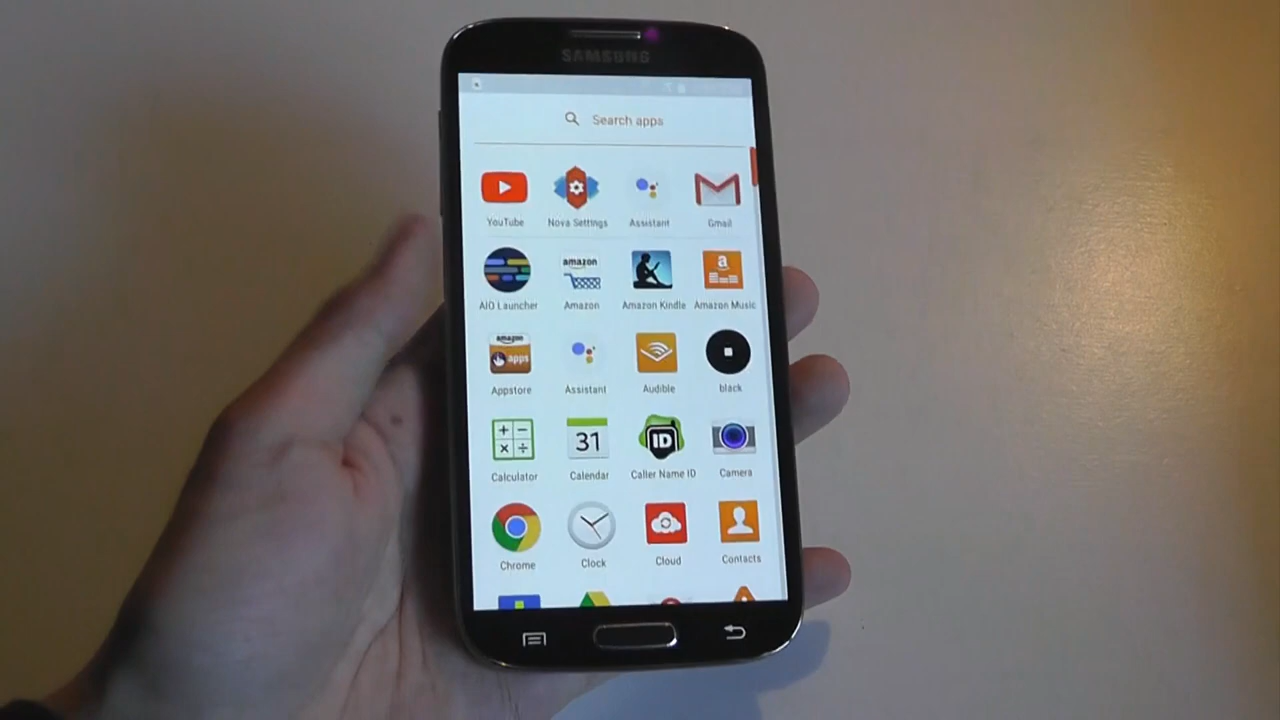 SAMSUNG
Search apps
YouTube Nova Settings Assistant Gmail
amazon a
AIO Launcher Amazon Amazon Kindle Amazon Music
amazon
apps
Appstore Assistant Audible black
+ − × ÷ 31 ID
Calculator Calendar Caller Name ID Camera
Chrome Clock Cloud Contacts